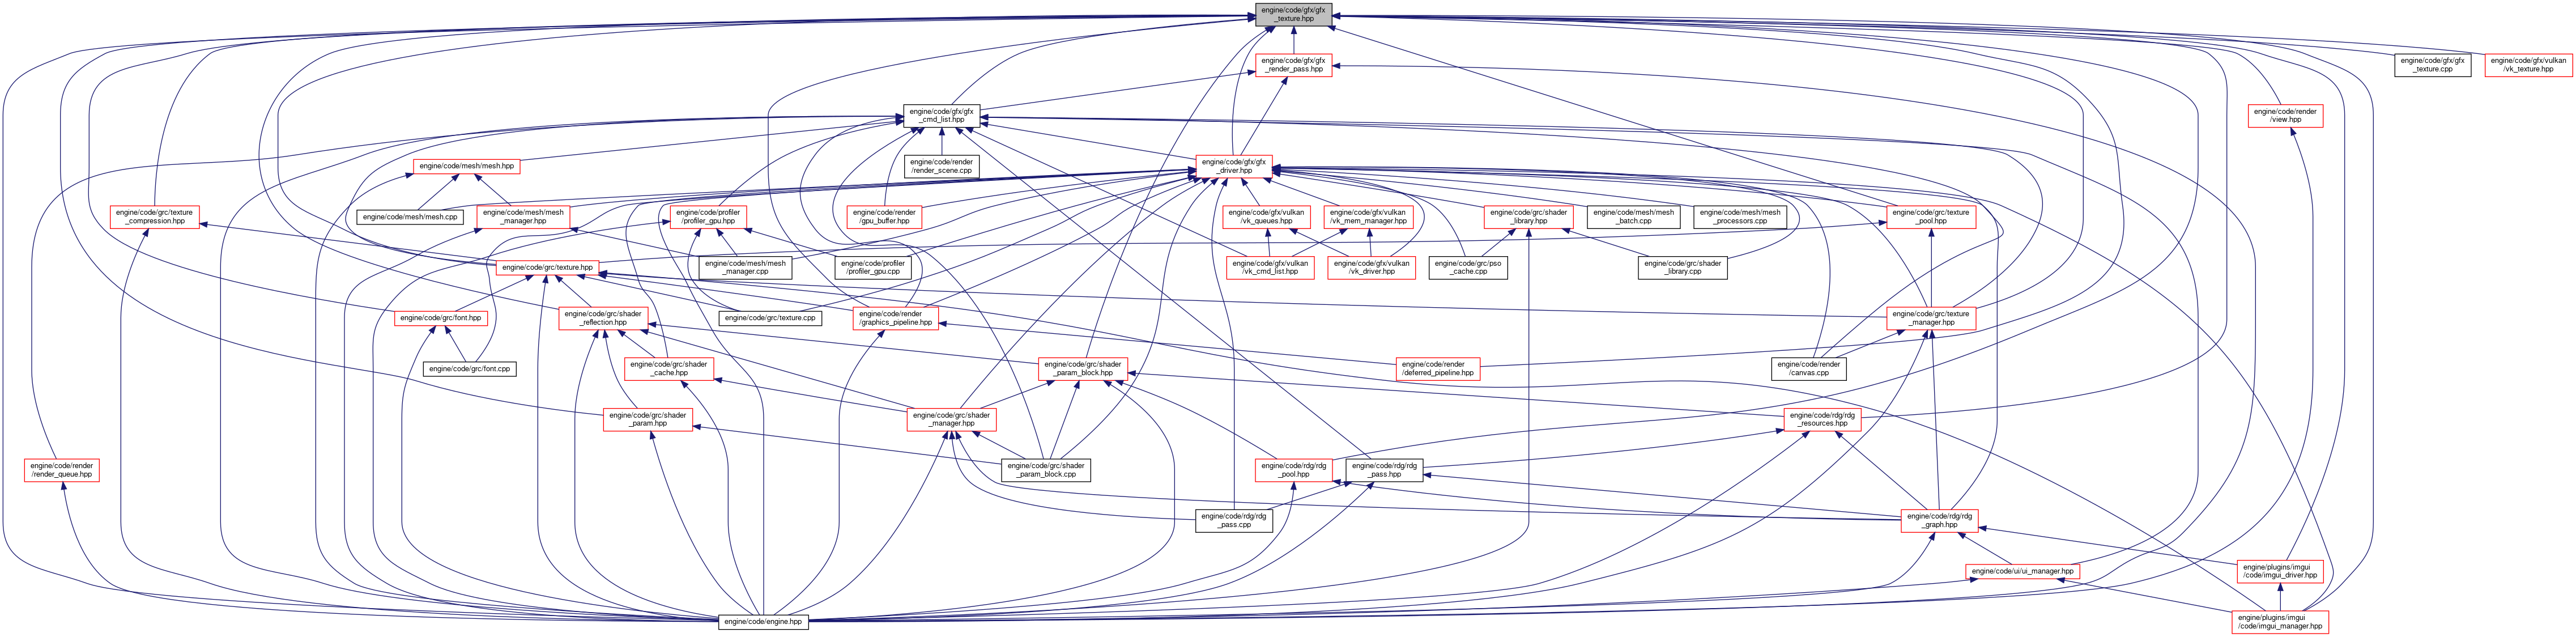 engine/code/gfx/gfx
_texture.hpp
engine/code/gfx/gfx
_render_pass.hpp
engine/code/gfx/gfx
_texture.cpp
engine/code/gfx/vulkan
/vk_texture.hpp
engine/code/gfx/gfx
_cmd_list.hpp
engine/code/render
/view.hpp
engine/code/mesh/mesh.hpp
engine/code/render
/render_scene.cpp
engine/code/gfx/gfx
_driver.hpp
engine/code/grc/texture
_compression.hpp
engine/code/mesh/mesh.cpp
engine/code/mesh/mesh
_manager.hpp
engine/code/profiler
/profiler_gpu.hpp
engine/code/render
/gpu_buffer.hpp
engine/code/gfx/vulkan
/vk_queues.hpp
engine/code/gfx/vulkan
/vk_mem_manager.hpp
engine/code/grc/shader
_library.hpp
engine/code/mesh/mesh
_batch.cpp
engine/code/mesh/mesh
_processors.cpp
engine/code/grc/texture
_pool.hpp
engine/code/grc/texture.hpp
engine/code/mesh/mesh
_manager.cpp
engine/code/profiler
/profiler_gpu.cpp
engine/code/gfx/vulkan
/vk_cmd_list.hpp
engine/code/gfx/vulkan
/vk_driver.hpp
engine/code/grc/pso
_cache.cpp
engine/code/grc/shader
_library.cpp
engine/code/grc/font.hpp
engine/code/grc/shader
_reflection.hpp
engine/code/grc/texture.cpp
engine/code/render
/graphics_pipeline.hpp
engine/code/grc/texture
_manager.hpp
engine/code/grc/font.cpp
engine/code/grc/shader
_cache.hpp
engine/code/grc/shader
_param_block.hpp
engine/code/render
/deferred_pipeline.hpp
engine/code/render
/canvas.cpp
engine/code/grc/shader
_param.hpp
engine/code/grc/shader
_manager.hpp
engine/code/rdg/rdg
_resources.hpp
engine/code/render
/render_queue.hpp
engine/code/grc/shader
_param_block.cpp
engine/code/rdg/rdg
_pool.hpp
engine/code/rdg/rdg
_pass.hpp
engine/code/rdg/rdg
_pass.cpp
engine/code/rdg/rdg
_graph.hpp
engine/code/ui/ui_manager.hpp
engine/plugins/imgui
/code/imgui_driver.hpp
engine/code/engine.hpp
engine/plugins/imgui
/code/imgui_manager.hpp